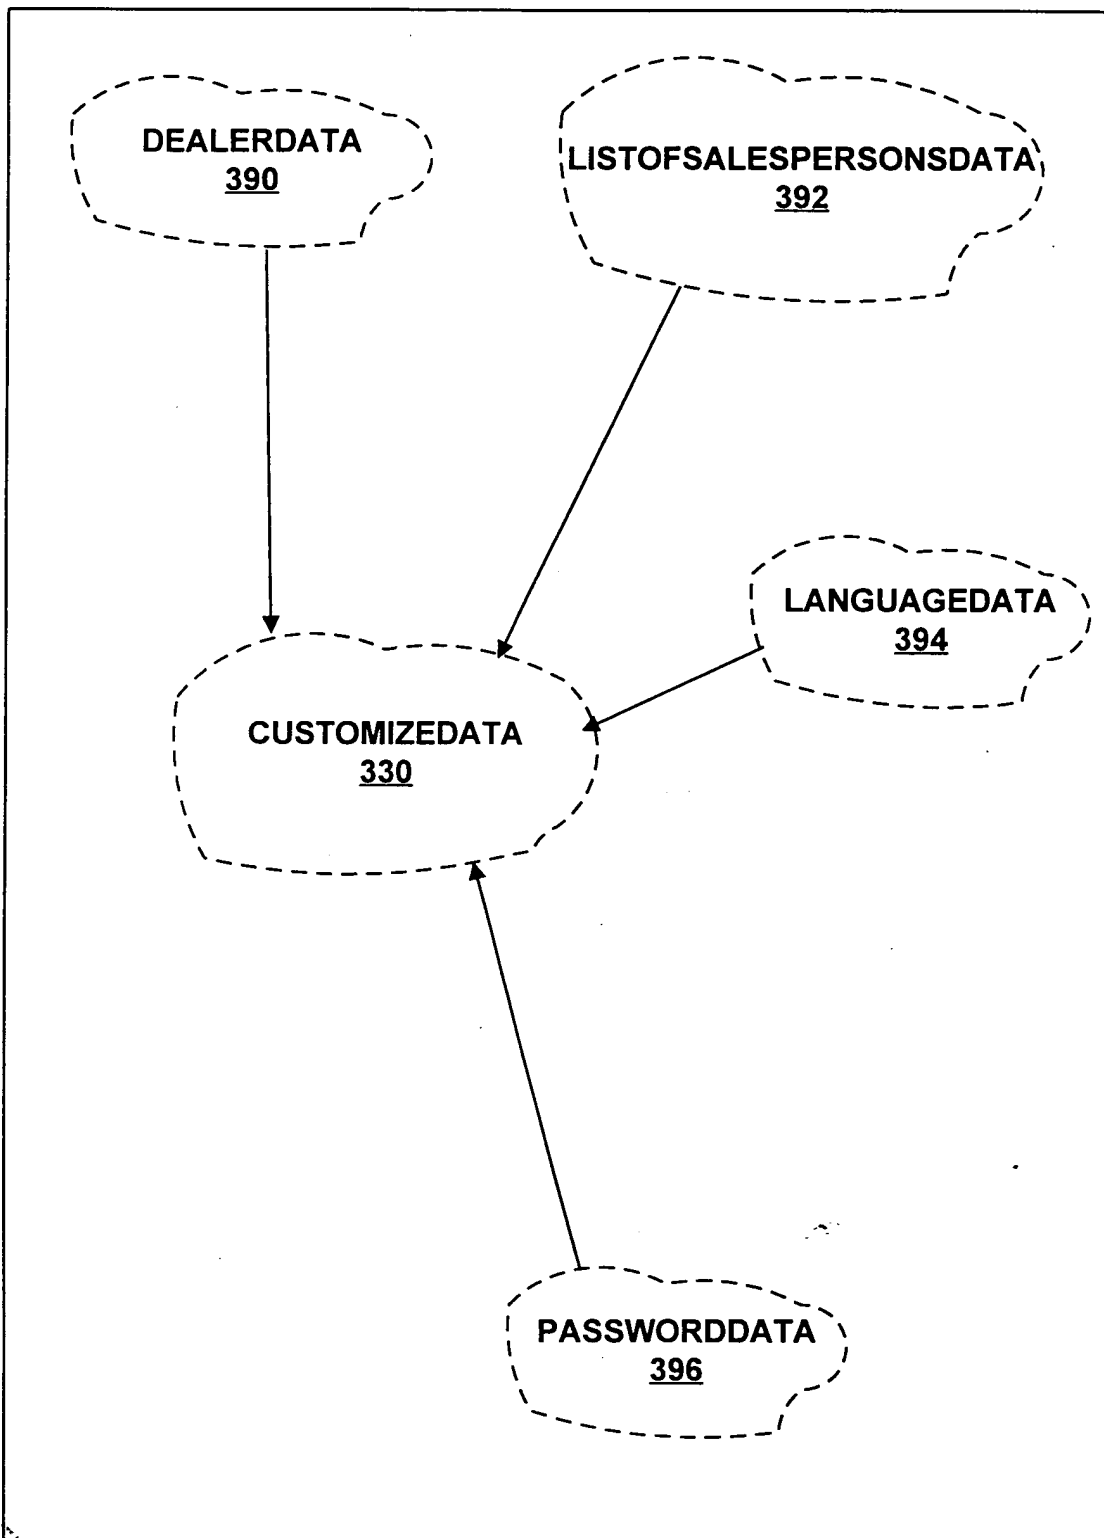 DEALERDATA
390
LISTOFSALESPERSONSDATA
392
LANGUAGEDATA
394
CUSTOMIZEDATA
330
PASSWORDDATA
396